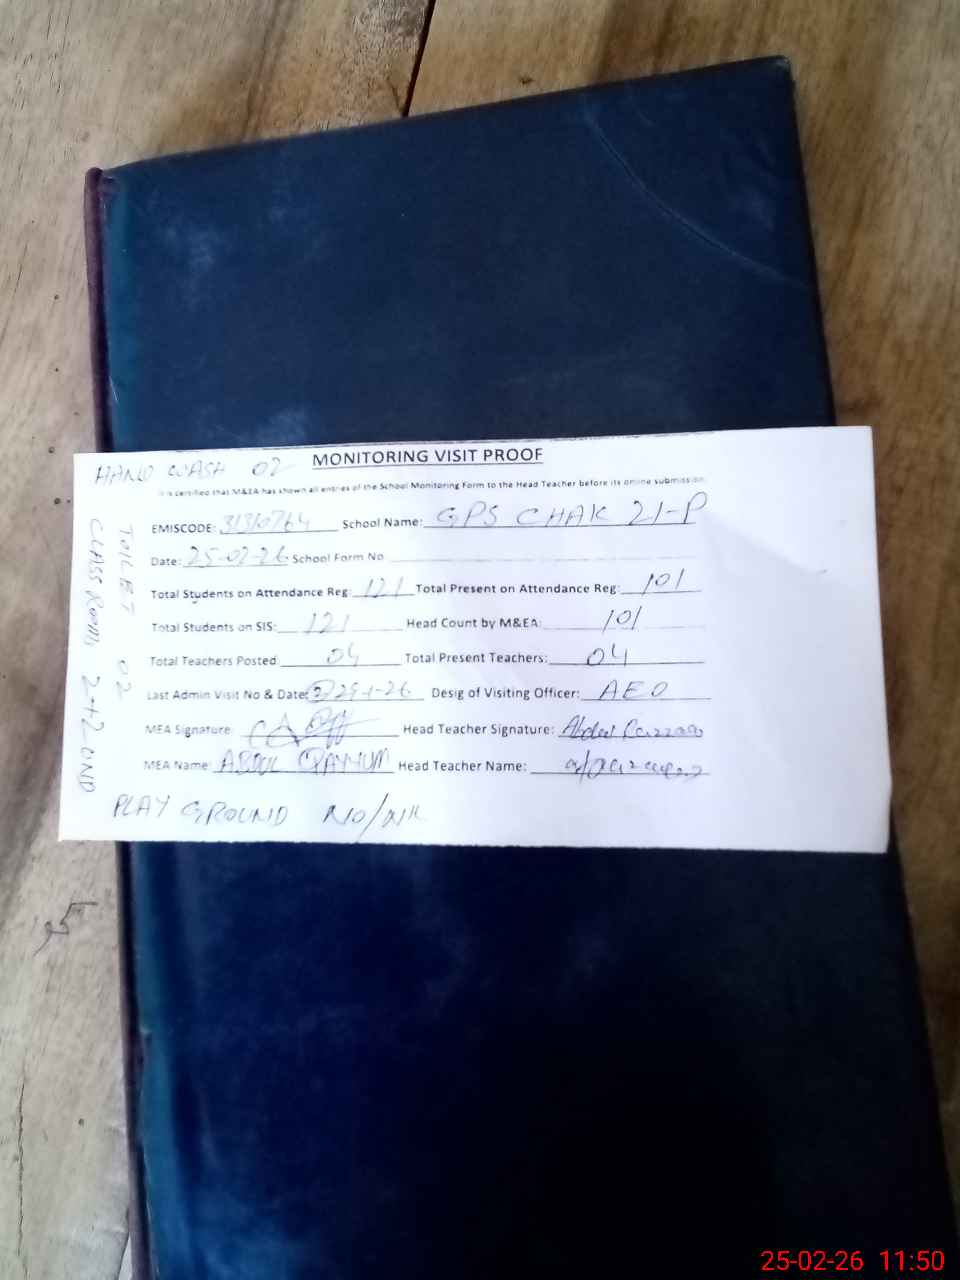 HAND WASH 02 MONITORING VISIT PROOF
It is certified that M&EA has shown all entries of the School Monitoring Form to the Head Teacher before its online submission.
EMISCODE: 31310764 School Name: GPS CHAK 21-P
Date: 25-02-26 School Form No
Total Students on Attendance Reg: 121 Total Present on Attendance Reg: 101
Total Students on SIS: 121 Head Count by M&EA: 101
Total Teachers Posted 04 Total Present Teachers: 04
Last Admin Visit No & Date: 29-1-26 Desig of Visiting Officer: AEO
MEA Signature Head Teacher Signature: Abdul Razzaq
MEA Name: ABDUL QAYYUM Head Teacher Name:
PLAY GROUND NO/
TOILET 02
CLASS ROOM 2+2 UND
25-02-26 11:50